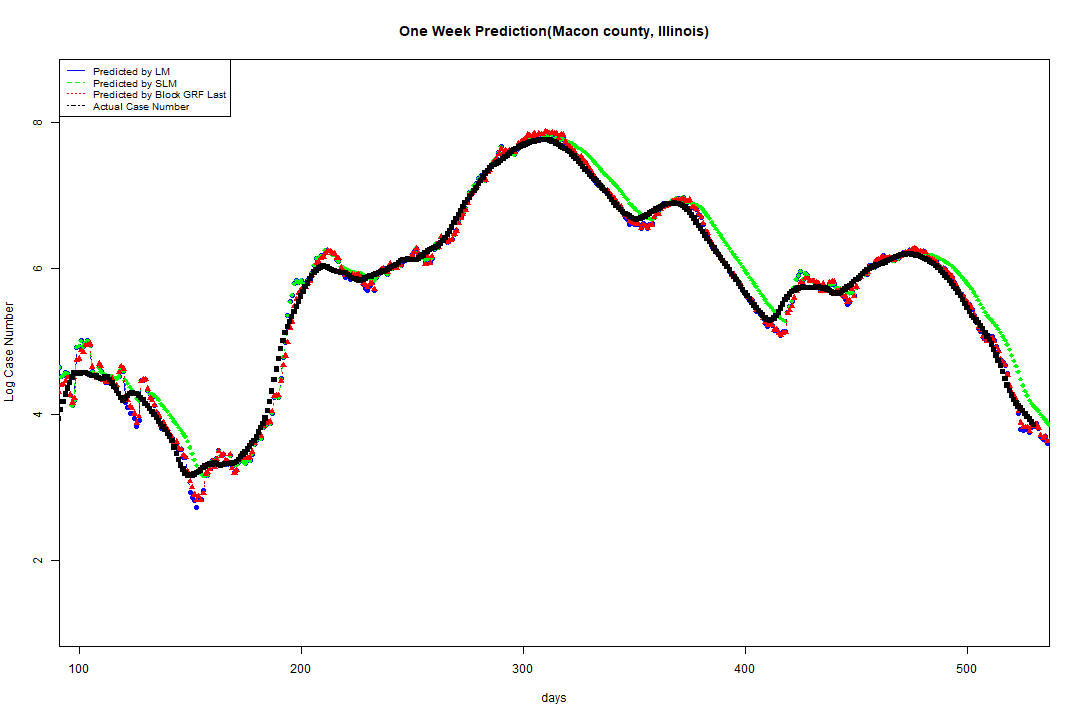 One Week Prediction(Macon county, Illinois)
Predicted by LM
Predicted by SLM
Predicted by Block GRF Last
Actual Case Number
8
6
4
2
Log Case Number
100 200 300 400 500
days